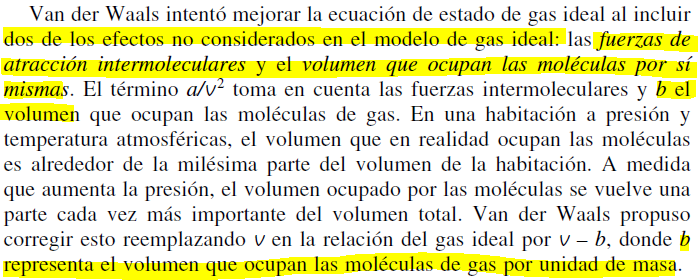 Van der Waals intentó mejorar la ecuación de estado de gas ideal al incluir
dos de los efectos no considerados en el modelo de gas ideal: las fuerzas de
atracción intermoleculares y el volumen que ocupan las moléculas por sí
mismas. El término a/v² toma en cuenta las fuerzas intermoleculares y b el
volumen que ocupan las moléculas de gas. En una habitación a presión y
temperatura atmosféricas, el volumen que en realidad ocupan las moléculas
es alrededor de la milésima parte del volumen de la habitación. A medida
que aumenta la presión, el volumen ocupado por las moléculas se vuelve una
parte cada vez más importante del volumen total. Van der Waals propuso
corregir esto reemplazando v en la relación del gas ideal por v – b, donde b
representa el volumen que ocupan las moléculas de gas por unidad de masa.